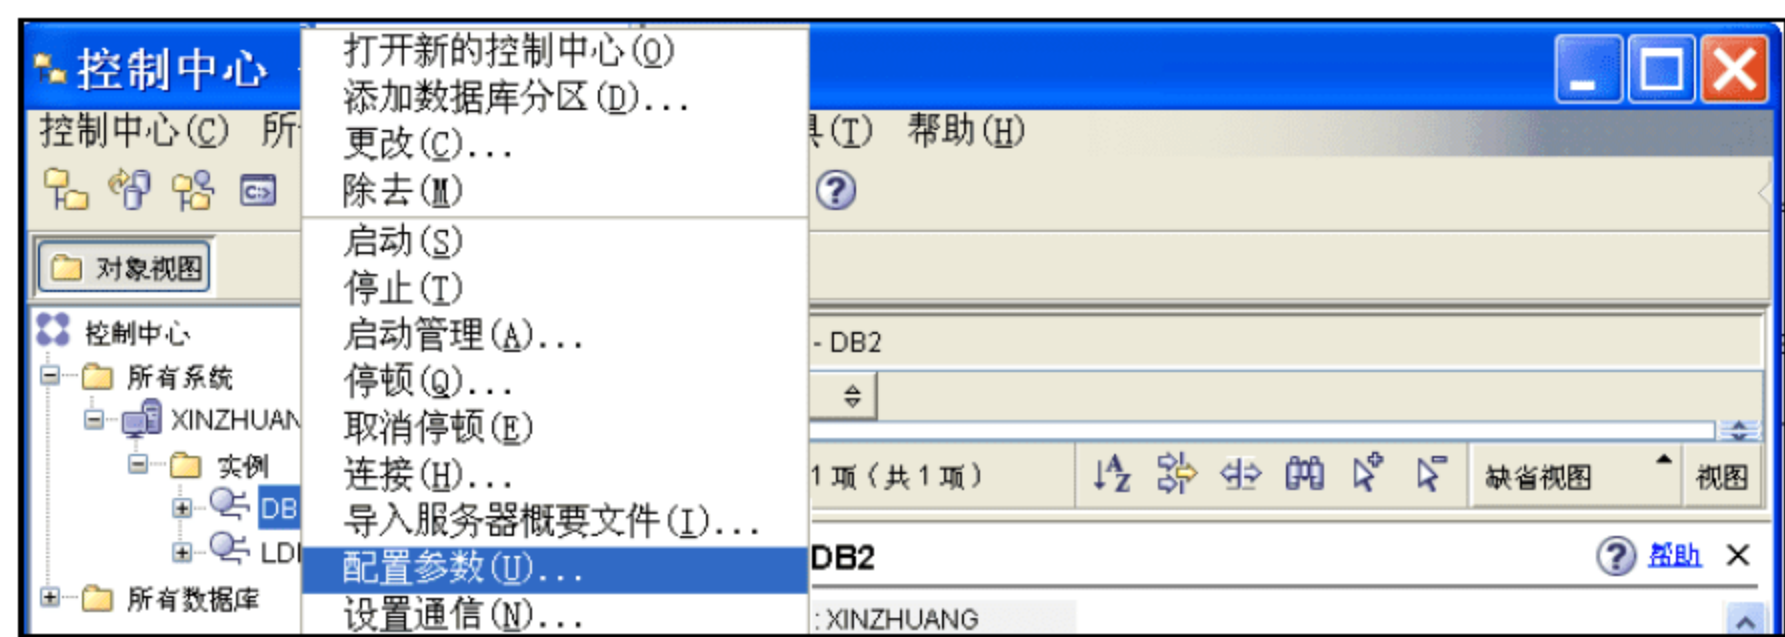 控制中心
控制中心(C) 所
具(T) 帮助(H)
打开新的控制中心(O)
添加数据库分区(D)...
更改(C)...
除去(M)
启动(S)
停止(T)
启动管理(A)...
停顿(Q)...
取消停顿(E)
连接(H)...
导入服务器概要文件(I)...
配置参数(U)...
设置通信(N)...
对象视图
控制中心
所有系统
XINZHUAN
实例
DB
LD
所有数据库
- DB2
1 项 (共 1 项)
缺省视图
视图
DB2
帮助
: XINZHUANG